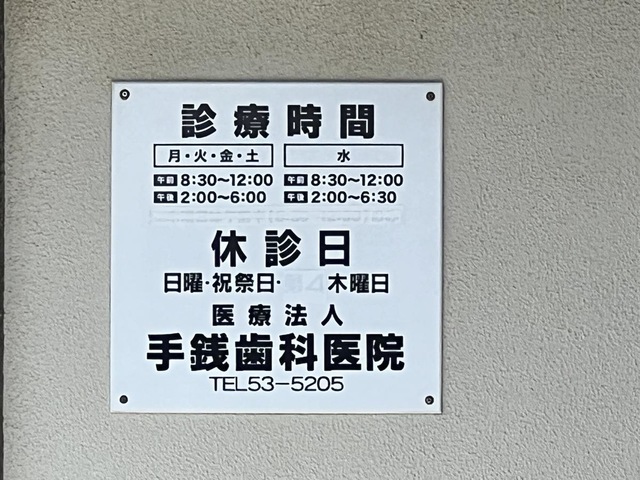 診療時間
月・火・金・土 水
午前 8:30〜12:00 午前 8:30〜12:00
午後 2:00〜6:00 午後 2:00〜6:30
休診日
日曜・祝祭日・ 木曜日
医療法人
手銭歯科医院
TEL53-5205